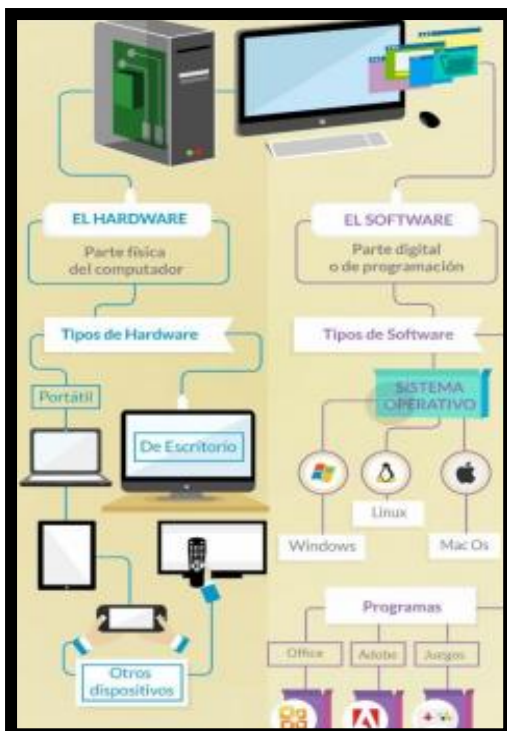 EL HARDWARE
Parte física
del computador
Tipos de Hardware
Portátil
De Escritorio
Otros
dispositivos
EL SOFTWARE
Parte digital
o de programación
Tipos de Software
SISTEMA
OPERATIVO
Windows
Linux
Mac Os
Programas
Office
Adobe
Juegos